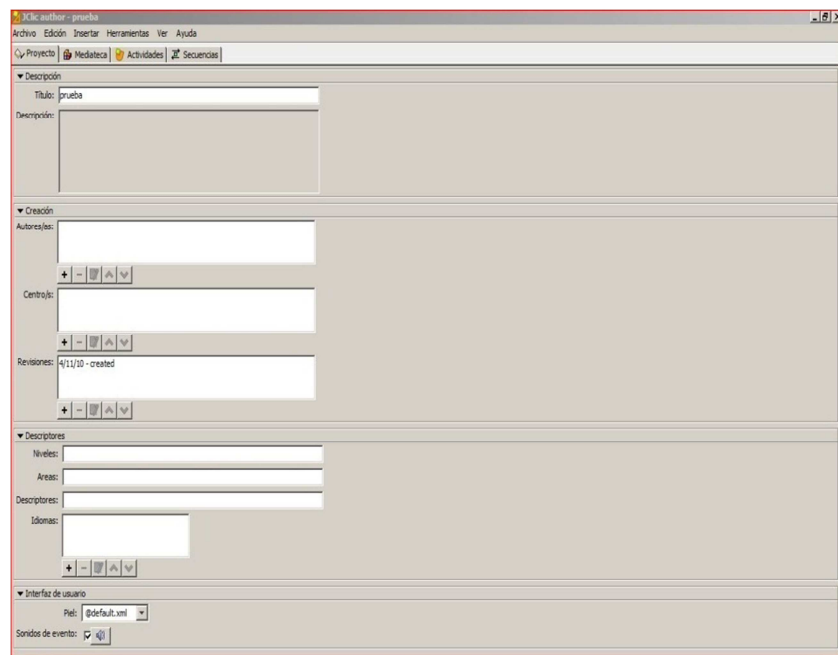 JClic author - prueba
Archivo Edición Insertar Herramientas Ver Ayuda
Proyecto Mediateca Actividades Secuencias
Descripción
Título: prueba
Descripción:
Creación
Autores/as:
Centro/s:
Revisiones: 4/11/10 - created
Descriptores
Niveles:
Areas:
Descriptores:
Idiomas:
Interfaz de usuario
Piel: @default.xml
Sonidos de evento: